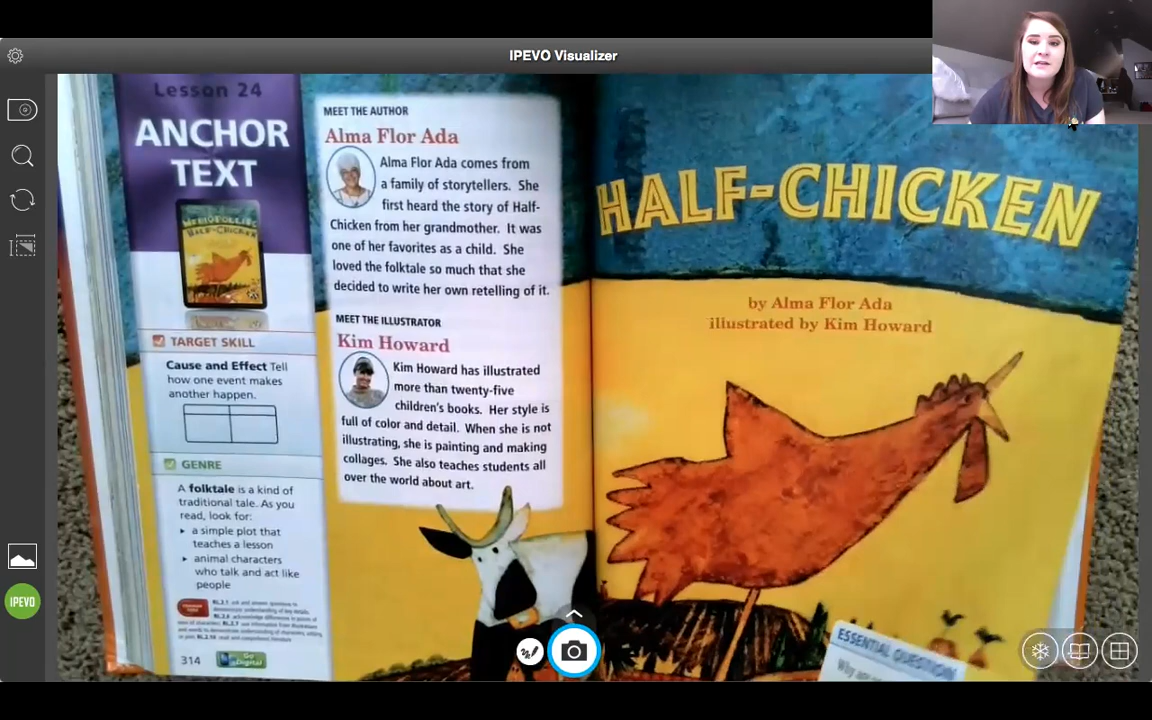 IPEVO Visualizer
Lesson 24
ANCHOR
TEXT
HALF-CHICKEN
TARGET SKILL
Cause and Effect Tell
how one event makes
another happen.
GENRE
A folktale is a kind of
traditional tale. As you
read, look for:
a simple plot that
teaches a lesson
animal characters
who talk and act like
people
314
Go
Digital
MEET THE AUTHOR
Alma Flor Ada
Alma Flor Ada comes from
a family of storytellers. She
first heard the story of Half-
Chicken from her grandmother. It was
one of her favorites as a child. She
loved the folktale so much that she
decided to write her own retelling of it.
MEET THE ILLUSTRATOR
Kim Howard
Kim Howard has illustrated
more than twenty-five
children's books. Her style is
full of color and detail. When she is not
illustrating, she is painting and making
collages. She also teaches students all
over the world about art.
HALF-CHICKEN
by Alma Flor Ada
illustrated by Kim Howard
ESSENTIAL QUESTION
Why are
IPEVO